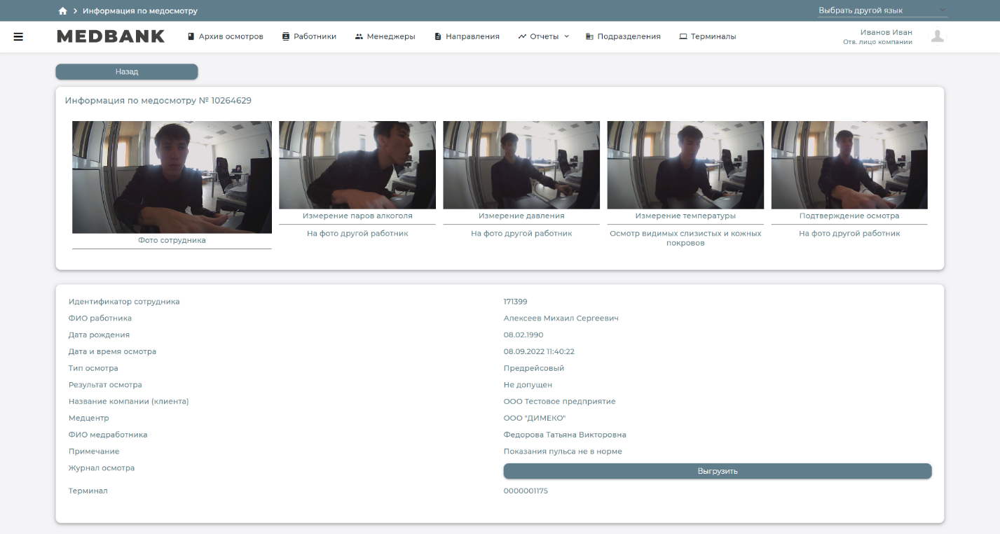 Информация по медосмотру
Выбрать другой язык
MEDBANK
Архив осмотров
Работники
Менеджеры
Направления
Отчеты
Подразделения
Терминалы
Иванов Иван
Отв. лицо компании
Назад
Информация по медосмотру № 10264629
Фото сотрудника
Измерение паров алкоголя
На фото другой работник
Измерение давления
На фото другой работник
Измерение температуры
Осмотр видимых слизистых и кожных
покровов
Подтверждение осмотра
На фото другой работник
Идентификатор сотрудника 171399
ФИО работника Алексеев Михаил Сергеевич
Дата рождения 08.02.1990
Дата и время осмотра 08.09.2022 11:40:22
Тип осмотра Предрейсовый
Результат осмотра Не допущен
Название компании (клиента) ООО Тестовое предприятие
Медцентр ООО "ДИМЕКО"
ФИО медработника Федорова Татьяна Викторовна
Примечание Показания пульса не в норме
Журнал осмотра Выгрузить
Терминал 0000001175